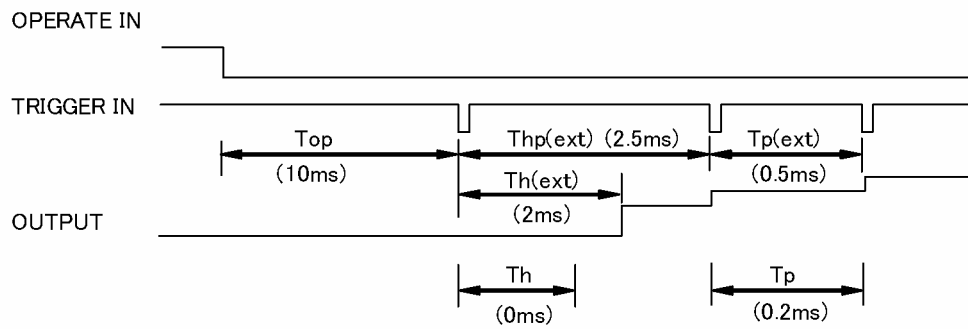 OPERATE IN
TRIGGER IN
Top
(10ms)
Thp(ext) (2.5ms)
Tp(ext)
(0.5ms)
Th(ext)
(2ms)
OUTPUT
Th
(0ms)
Tp
(0.2ms)